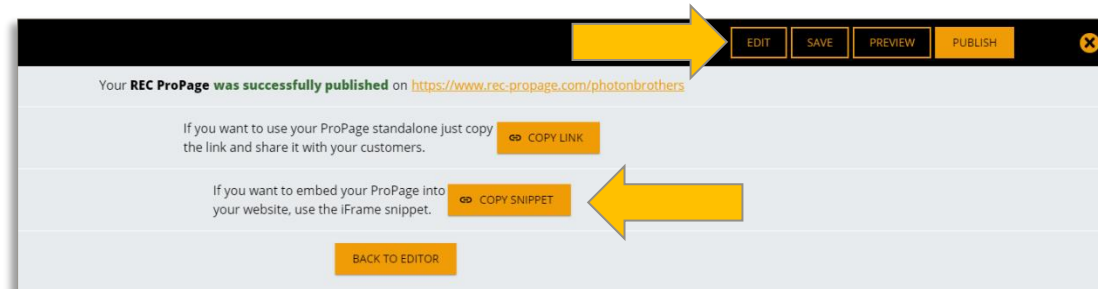 EDIT SAVE PREVIEW PUBLISH
Your REC ProPage was successfully published on https://www.rec-propage.com/photonbrothers
If you want to use your ProPage standalone just copy
the link and share it with your customers.
COPY LINK
If you want to embed your ProPage into
your website, use the iFrame snippet.
COPY SNIPPET
BACK TO EDITOR